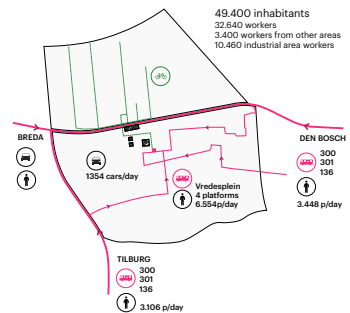 49.400 inhabitants
32.640 workers
3.400 workers from other areas
10.460 industrial area workers
BREDA
DEN BOSCH
1354 cars/day
300
301
136
Vredesplein
4 platforms
6.554p/day
3.448 p/day
TILBURG
300
301
136
3.106 p/day